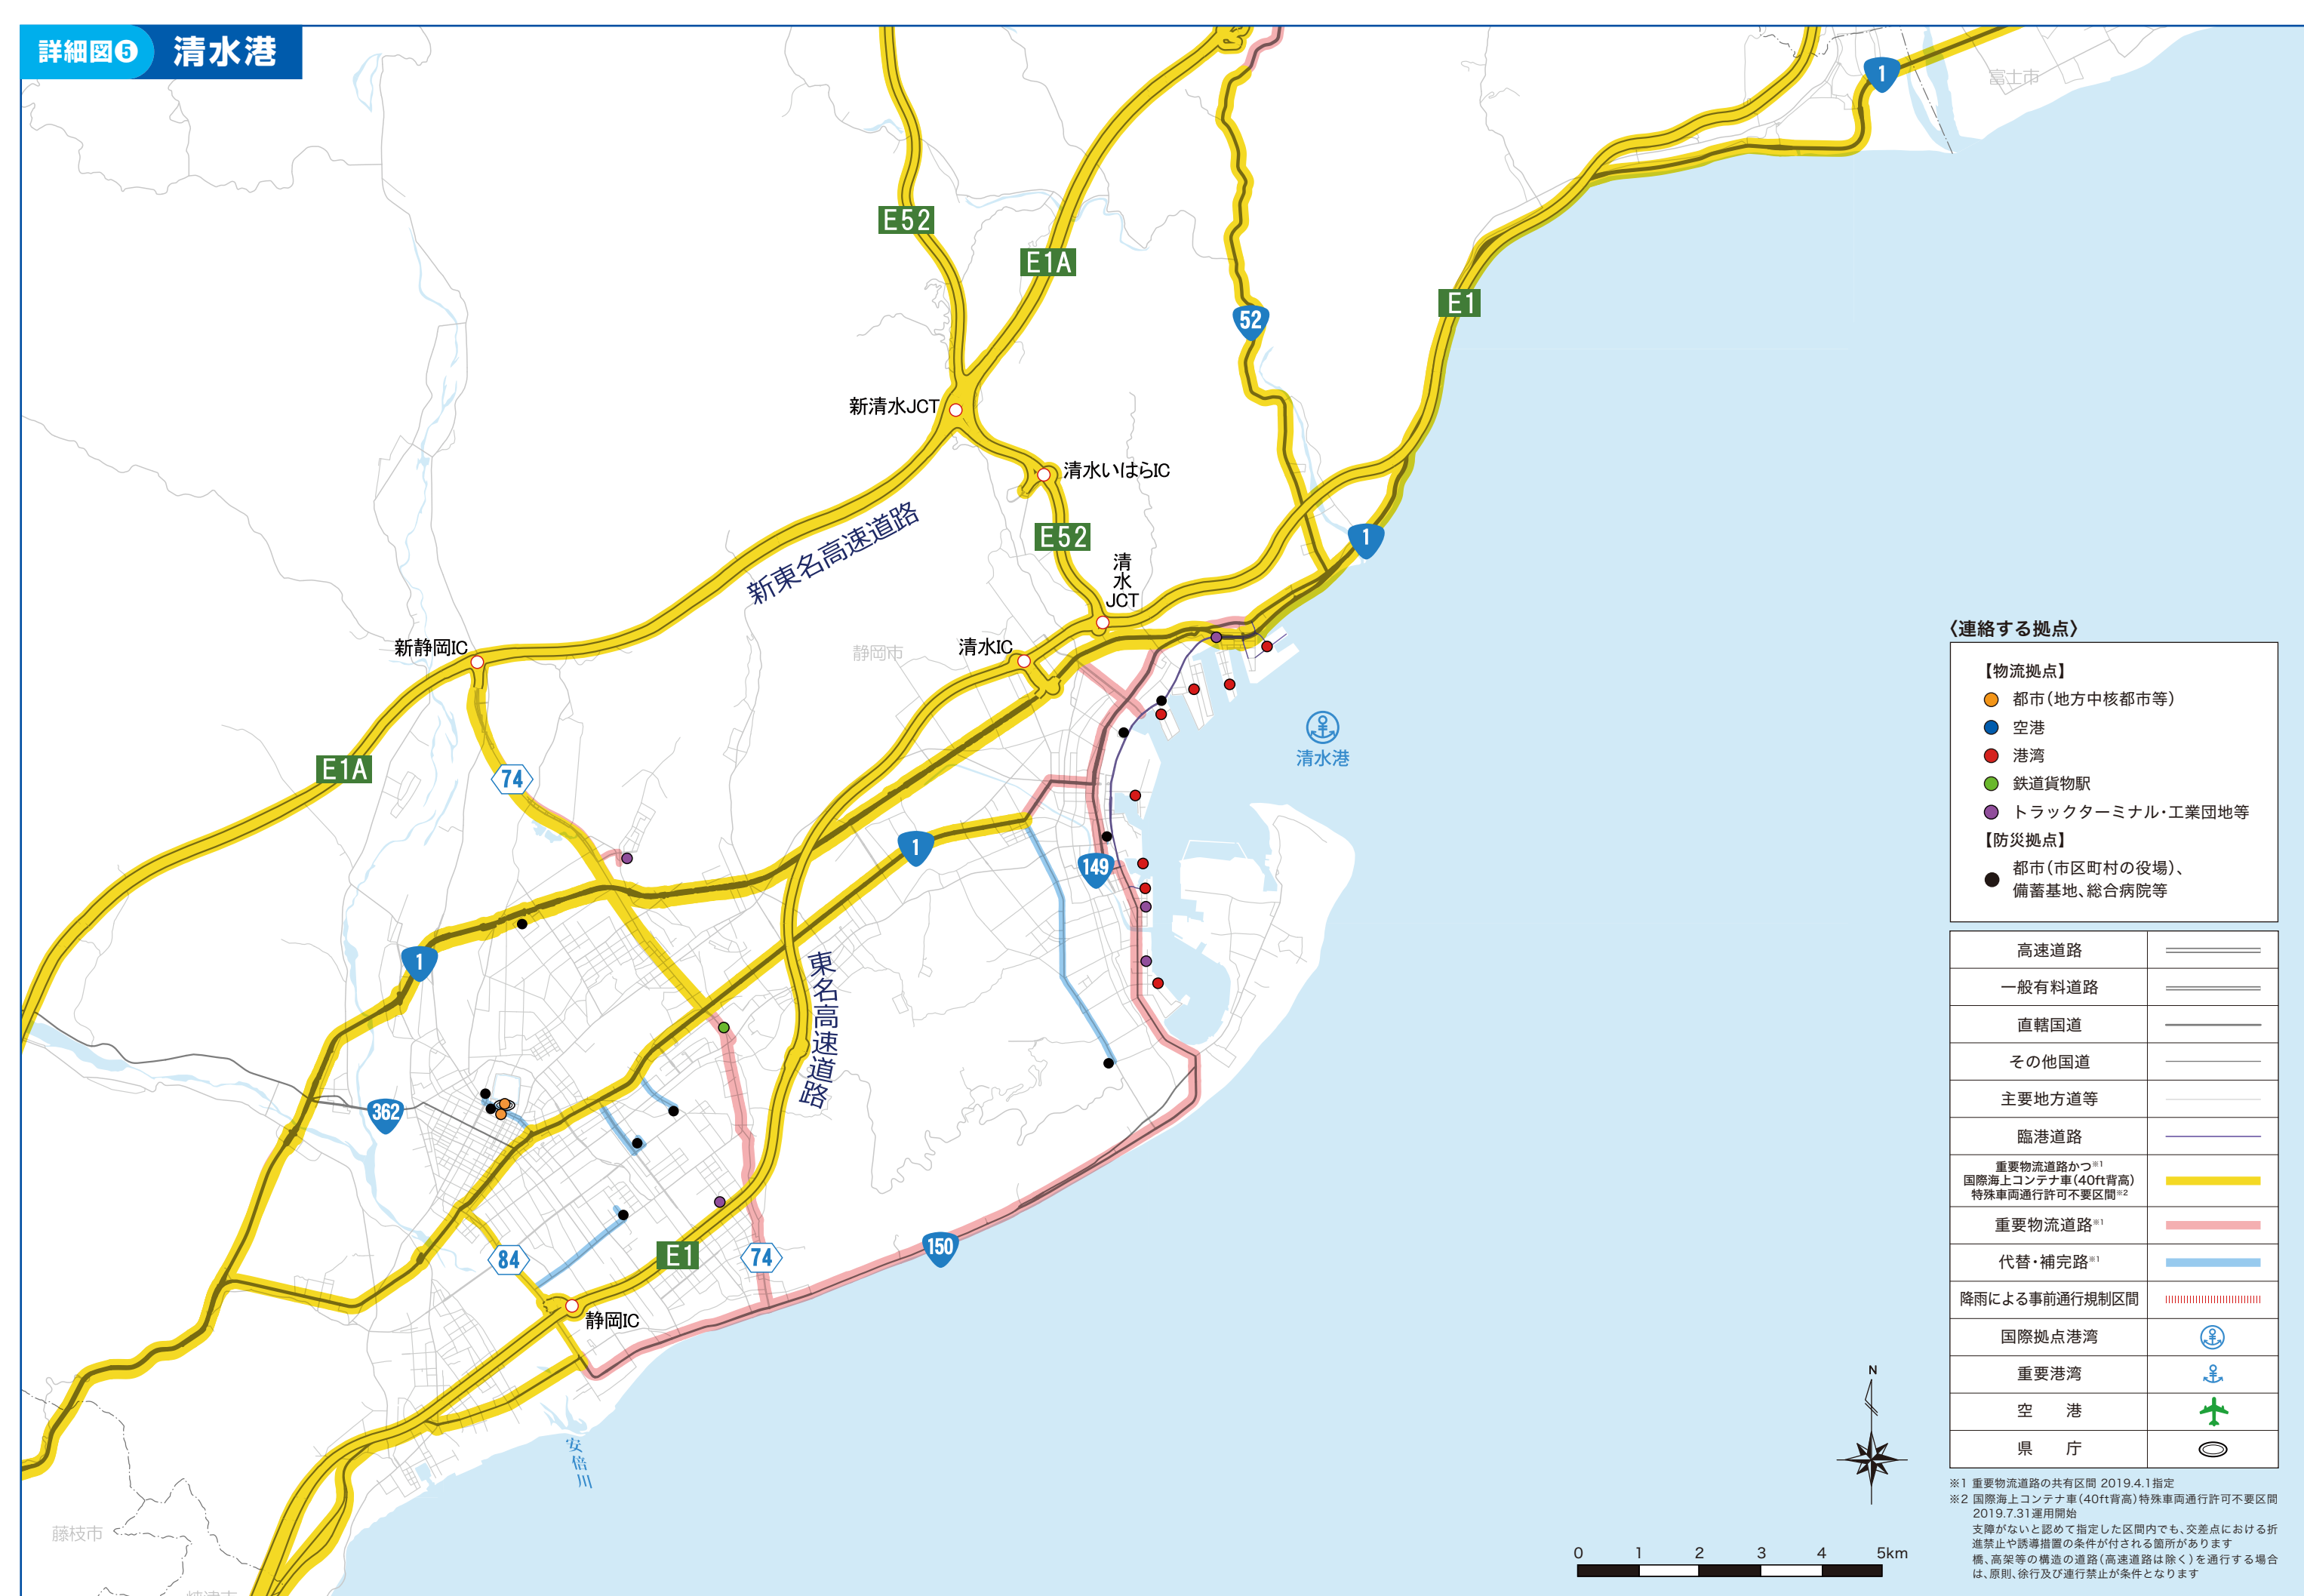 詳細図❺ 清水港
1
富士市
E52
E1A
E1
52
新清水JCT
清水いはらIC
E52
新東名高速道路
1
清水JCT
新静岡IC
清水IC
静岡市
清水港
E1A
74
1
149
1
東名高速道路
362
84
E1
74
150
静岡IC
安倍川
藤枝市
焼津市
〈連絡する拠点〉
【物流拠点】
都市（地方中核都市等）
空港
港湾
鉄道貨物駅
トラックターミナル・工業団地等
【防災拠点】
都市（市区町村の役場）、
備蓄基地、総合病院等
高速道路
一般有料道路
直轄国道
その他国道
主要地方道等
臨港道路
重要物流道路かつ※1
国際海上コンテナ車（40ft背高）
特殊車両通行許可不要区間※2
重要物流道路※1
代替・補完路※1
降雨による事前通行規制区間
国際拠点港湾
重要港湾
空 港
県 庁
※1 重要物流道路の共有区間 2019.4.1指定
※2 国際海上コンテナ車（40ft背高）特殊車両通行許可不要区間
2019.7.31運用開始
支障がないと認めて指定した区間内でも、交差点における折
進禁止や誘導措置の条件が付される箇所があります
橋、高架等の構造の道路（高速道路は除く）を通行する場合
は、原則、徐行及び連行禁止が条件となります
N
0 1 2 3 4 5km